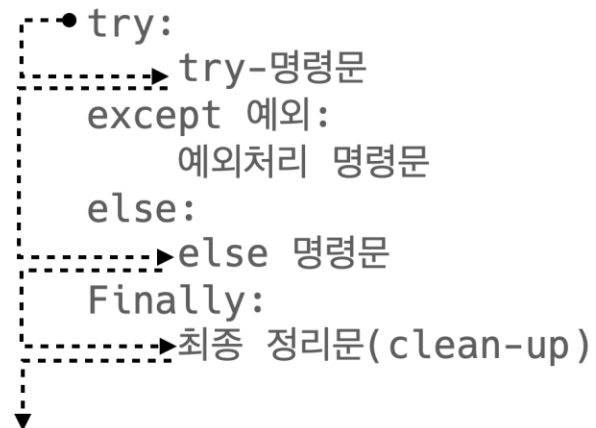 try:
try-명령문
except 예외:
예외처리 명령문
else:
else 명령문
Finally:
최종 정리문(clean-up)